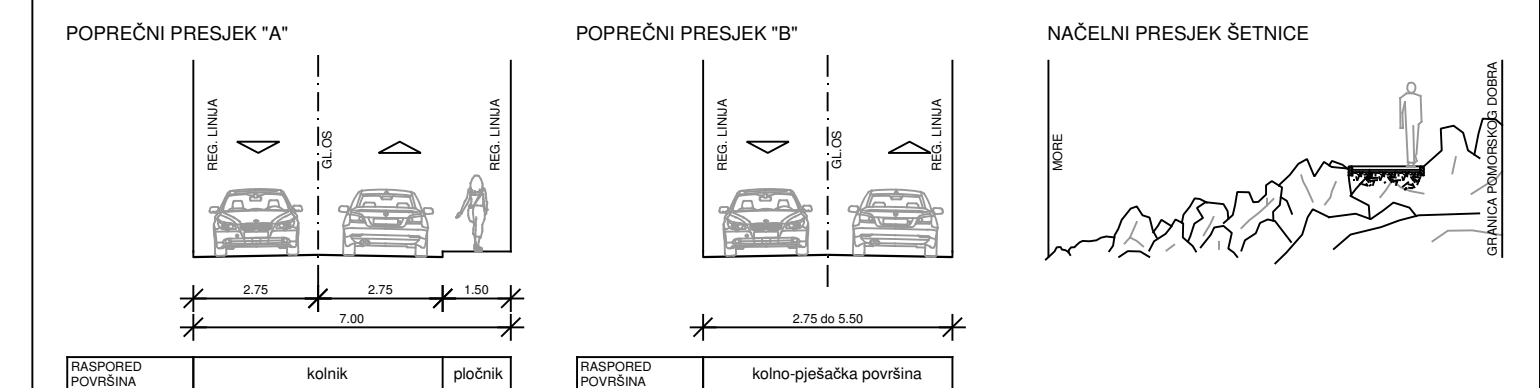 POPREČNI PRESJEK "A"
REG. LINIJA
GL.OS
REG. LINIJA
2.75
2.75
1.50
7.00
RASPORED
POVRŠINA
kolnik
pločnik
POPREČNI PRESJEK "B"
REG. LINIJA
GL.OS
REG. LINIJA
2.75 do 5.50
RASPORED
POVRŠINA
kolno-pješačka površina
NAČELNI PRESJEK ŠETNICE
MORE
GRANICA POMORSKOG DOBRA